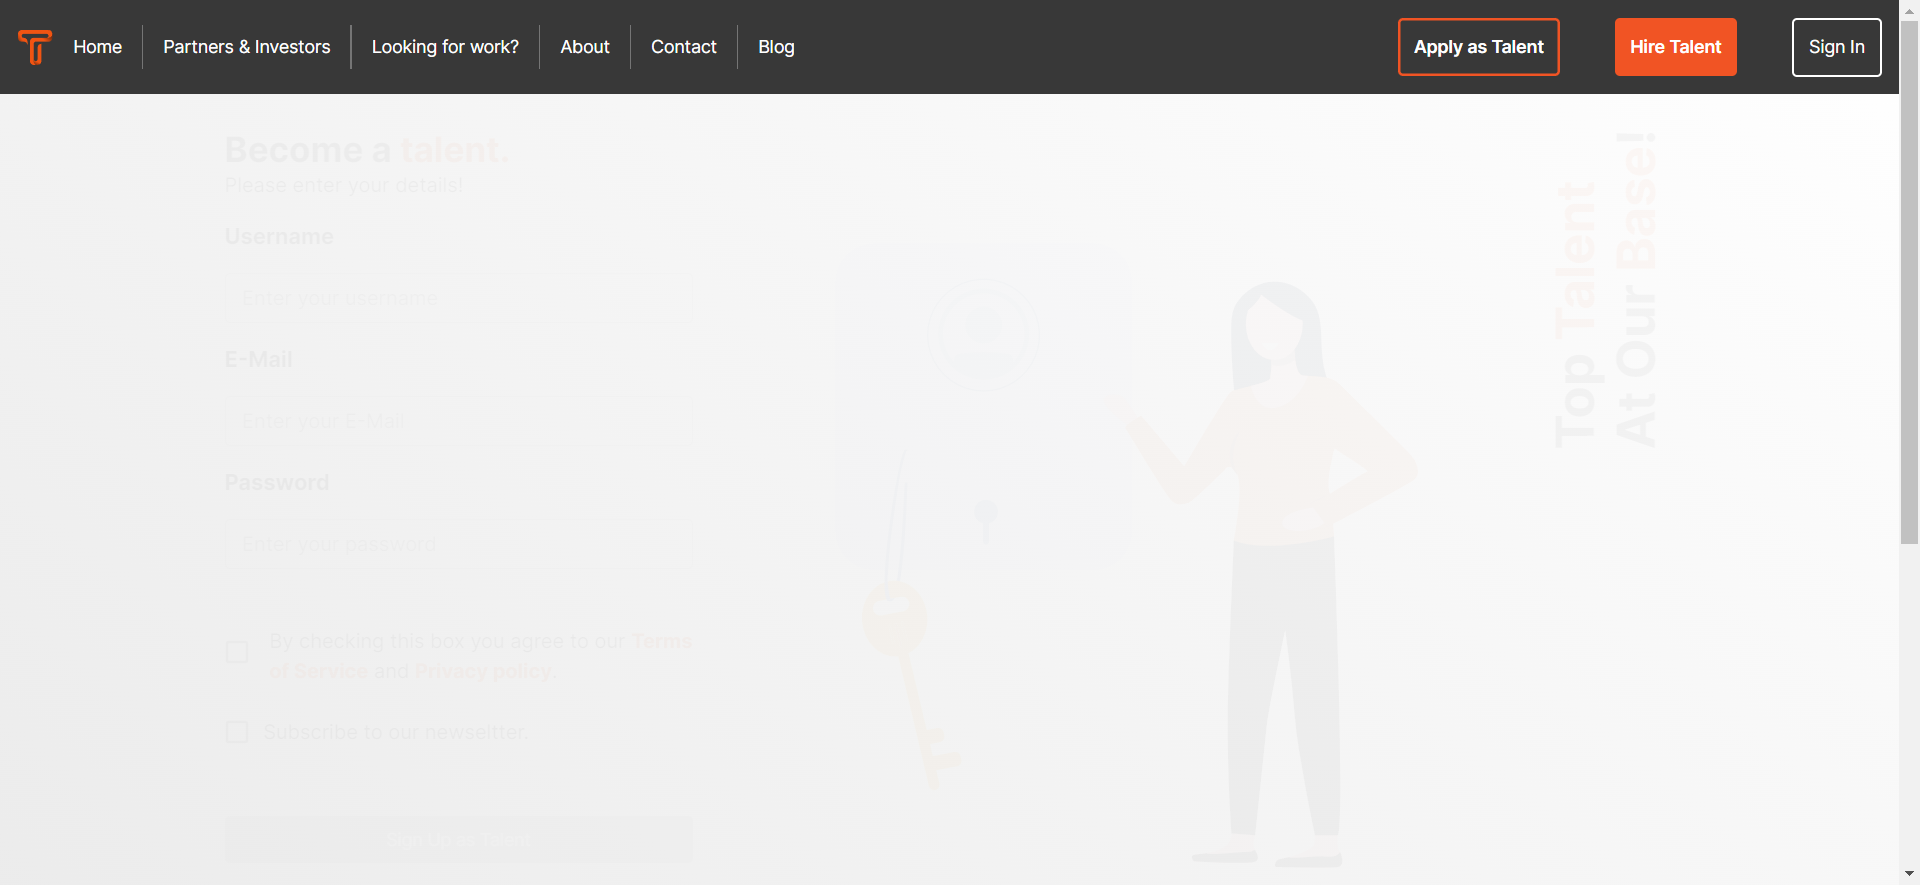 Home
Partners & Investors
Looking for work?
About
Contact
Blog
Apply as Talent
Hire Talent
Sign In
Become a talent.
Please enter your details!
Username
Enter your username
E-Mail
Enter your E-Mail
Password
Enter your password
By checking this box you agree to our Terms
of Service and Privacy policy.
Subscribe to our newseltter.
Sign Up as Talent
Top Talent
At Our Base!